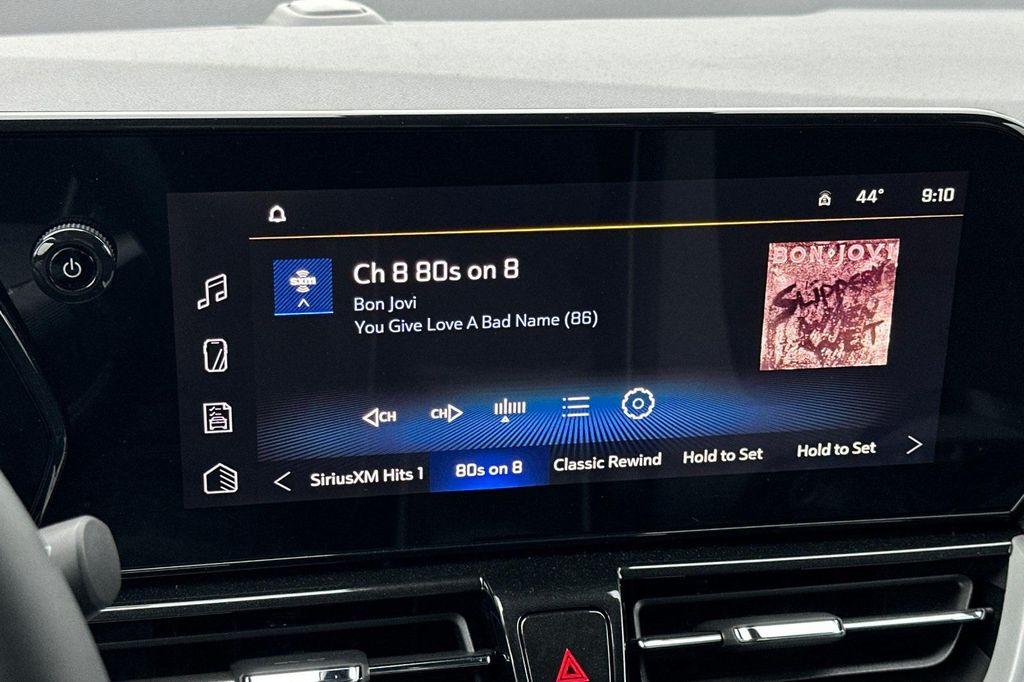 44° 9:10
sxm
Ch 8 80s on 8
Bon Jovi
You Give Love A Bad Name (86)
BON JOVI
SLIPPERY
WHEN
WET
CH CH
SiriusXM Hits 1 80s on 8 Classic Rewind Hold to Set Hold to Set